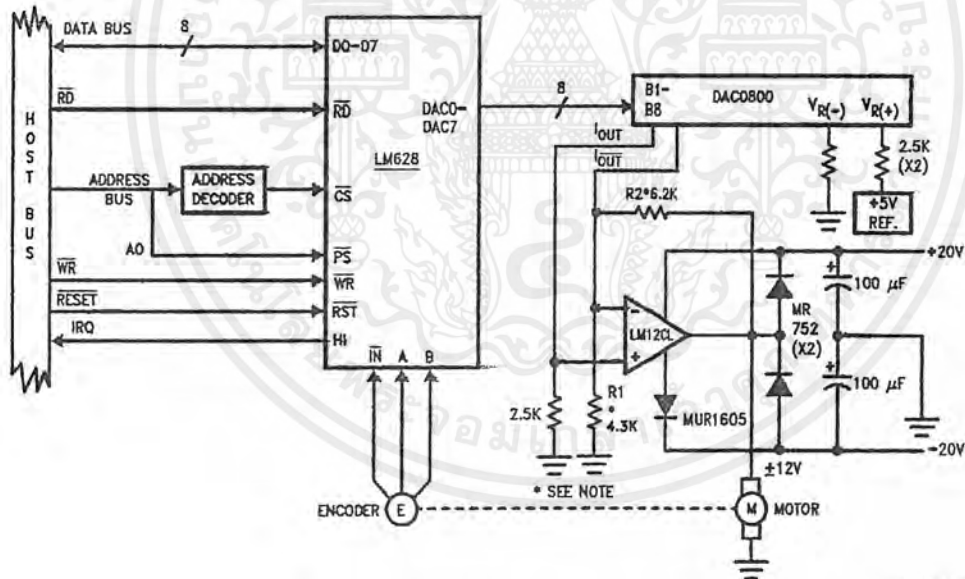 DATA BUS
8
D0-D7
RD
RD
HOST BUS
ADDRESS BUS
ADDRESS DECODER
CS
A0
PS
WR
WR
RESET
RST
IRQ
HI
LM628
DAC0-
DAC7
8
B1-
B8
DAC0800
VR(-)
VR(+)
IOUT
IOUT
2.5K
(X2)
+5V
REF.
R2*6.2K
+20V
100 µF
MR
752
(X2)
LM12CL
-
+
+
+
100 µF
2.5K
R1
*
4.3K
MUR1605
-20V
±12V
IN A B
* SEE NOTE
ENCODER E
M MOTOR